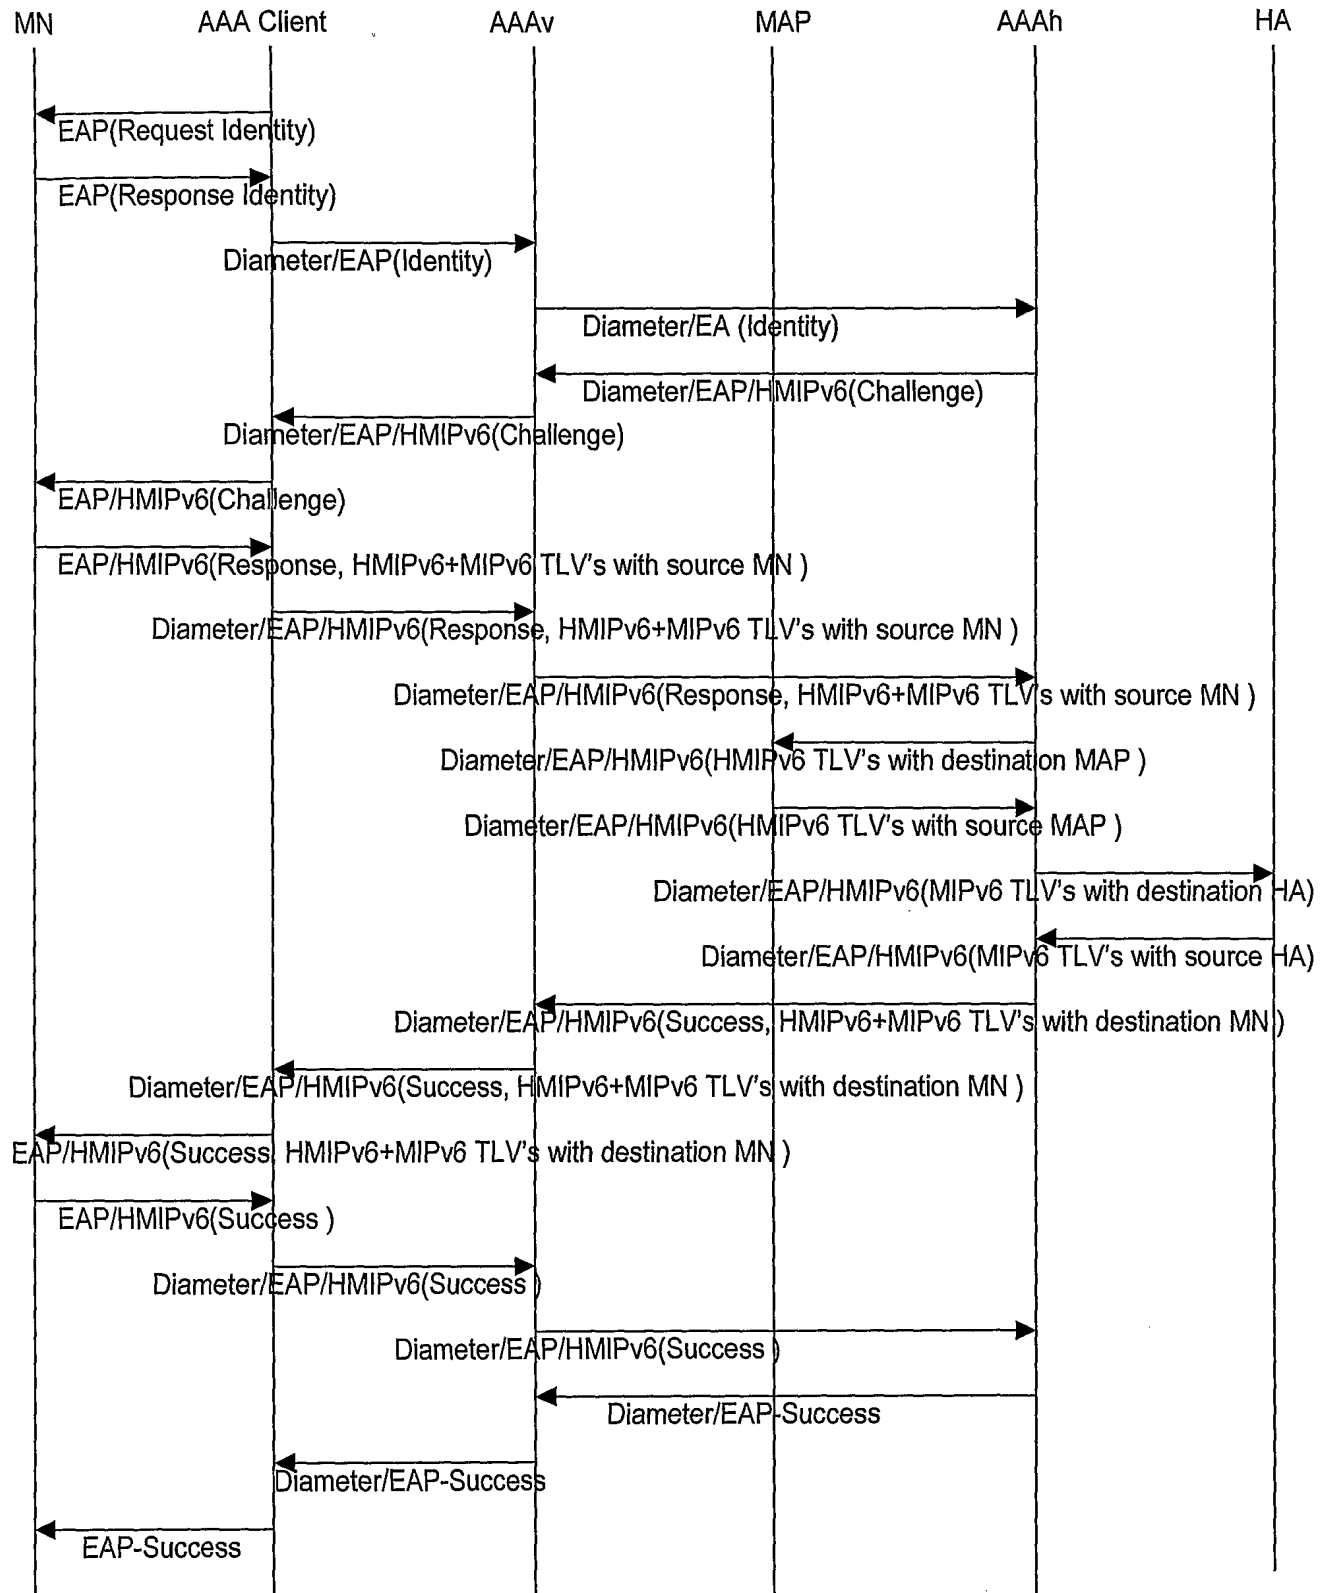 MN AAA Client AAAv MAP AAAh HA
EAP(Request Identity)
EAP(Response Identity)
Diameter/EAP(Identity)
Diameter/EA (Identity)
Diameter/EAP/HMIPv6(Challenge)
Diameter/EAP/HMIPv6(Challenge)
EAP/HMIPv6(Challenge)
EAP/HMIPv6(Response, HMIPv6+MIPv6 TLV's with source MN )
Diameter/EAP/HMIPv6(Response, HMIPv6+MIPv6 TLV's with source MN )
Diameter/EAP/HMIPv6(Response, HMIPv6+MIPv6 TLV's with source MN )
Diameter/EAP/HMIPv6(HMIPv6 TLV's with destination MAP )
Diameter/EAP/HMIPv6(HMIPv6 TLV's with source MAP )
Diameter/EAP/HMIPv6(MIPv6 TLV's with destination HA)
Diameter/EAP/HMIPv6(MIPv6 TLV's with source HA)
Diameter/EAP/HMIPv6(Success, HMIPv6+MIPv6 TLV's with destination MN )
Diameter/EAP/HMIPv6(Success, HMIPv6+MIPv6 TLV's with destination MN )
EAP/HMIPv6(Success, HMIPv6+MIPv6 TLV's with destination MN )
EAP/HMIPv6(Success )
Diameter/EAP/HMIPv6(Success )
Diameter/EAP/HMIPv6(Success )
Diameter/EAP-Success
Diameter/EAP-Success
EAP-Success